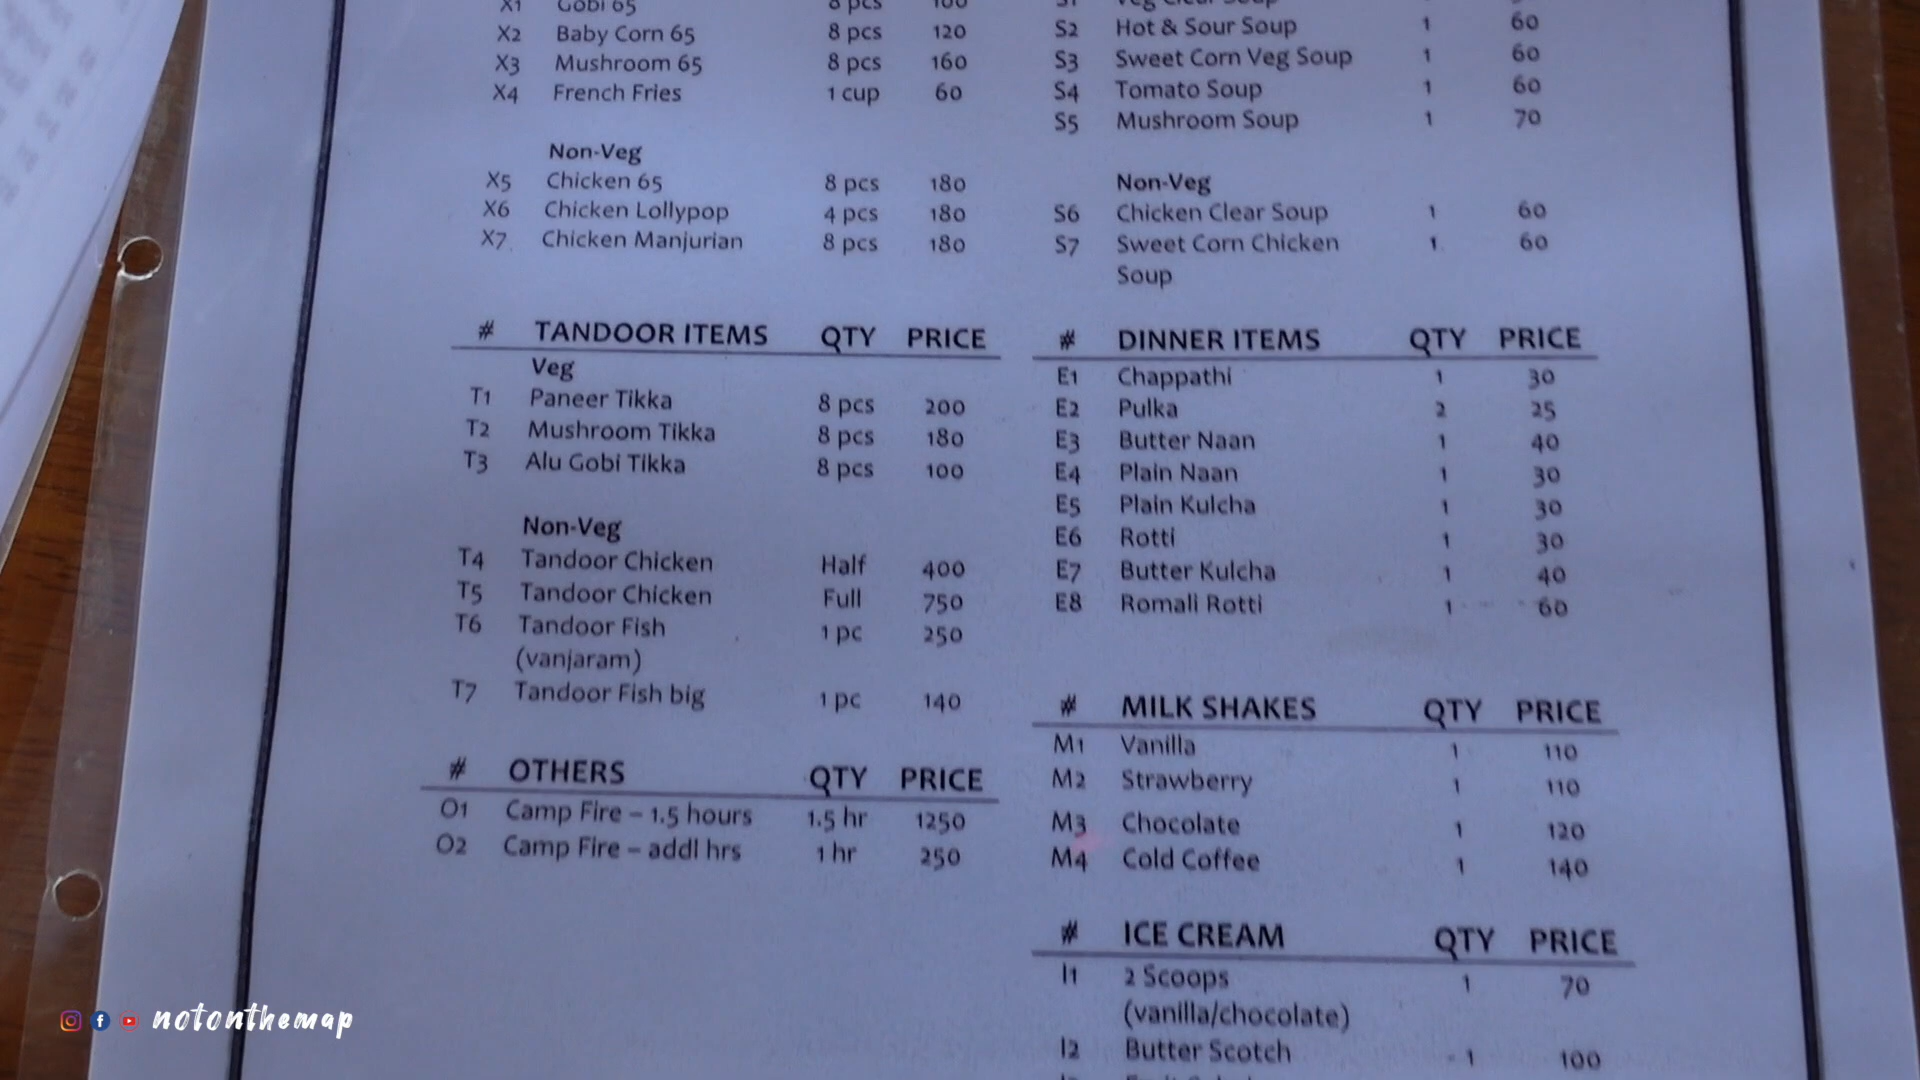 X1 Gobi 65 8 pcs 160
X2 Baby Corn 65 8 pcs 120
X3 Mushroom 65 8 pcs 160
X4 French Fries 1 cup 60
Non-Veg
X5 Chicken 65 8 pcs 180
X6 Chicken Lollypop 4 pcs 180
X7 Chicken Manjurian 8 pcs 180
# TANDOOR ITEMS QTY PRICE
Veg
T1 Paneer Tikka 8 pcs 200
T2 Mushroom Tikka 8 pcs 180
T3 Alu Gobi Tikka 8 pcs 100
Non-Veg
T4 Tandoor Chicken Half 400
T5 Tandoor Chicken Full 750
T6 Tandoor Fish 1 pc 250
(vanjaram)
T7 Tandoor Fish big 1 pc 140
# OTHERS QTY PRICE
O1 Camp Fire – 1.5 hours 1.5 hr 1250
O2 Camp Fire – addl hrs 1 hr 250
S1 Veg Clear Soup
S2 Hot & Sour Soup 1 60
S3 Sweet Corn Veg Soup 1 60
S4 Tomato Soup 1 60
S5 Mushroom Soup 1 70
Non-Veg
S6 Chicken Clear Soup 1 60
S7 Sweet Corn Chicken 1 60
Soup
# DINNER ITEMS QTY PRICE
E1 Chappathi 1 30
E2 Pulka 2 25
E3 Butter Naan 1 40
E4 Plain Naan 1 30
E5 Plain Kulcha 1 30
E6 Rotti 1 30
E7 Butter Kulcha 1 40
E8 Romali Rotti 1 60
# MILK SHAKES QTY PRICE
M1 Vanilla 1 110
M2 Strawberry 1 110
M3 Chocolate 1 120
M4 Cold Coffee 1 140
# ICE CREAM QTY PRICE
I1 2 Scoops 1 70
(vanilla/chocolate)
I2 Butter Scotch 1 100
notonthemap